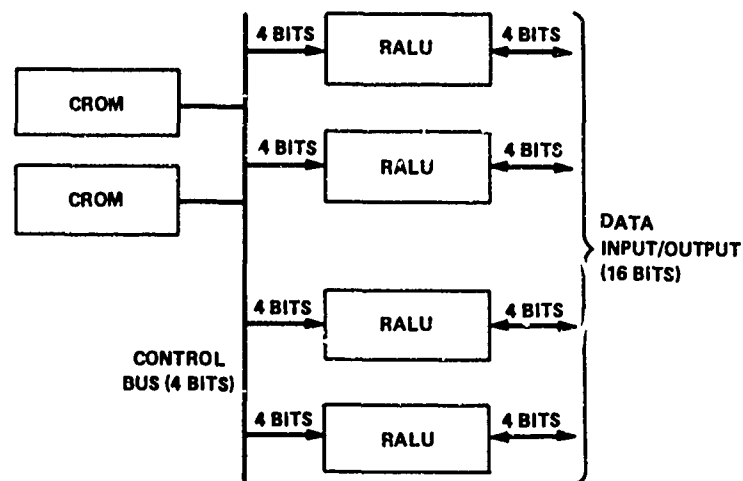 4 BITS
RALU
4 BITS
CROM
4 BITS
RALU
4 BITS
CROM
DATA
INPUT/OUTPUT
(16 BITS)
4 BITS
RALU
4 BITS
CONTROL
BUS (4 BITS)
4 BITS
RALU
4 BITS